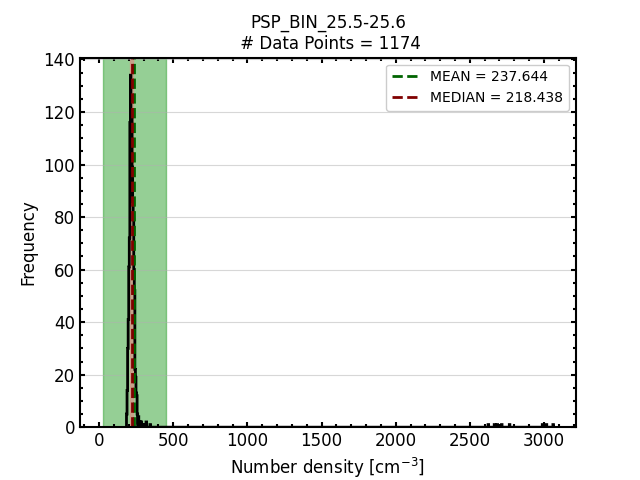 PSP_BIN_25.5-25.6
# Data Points = 1174
140
120
100
80
60
40
20
0
Frequency
MEAN = 237.644
MEDIAN = 218.438
0 500 1000 1500 2000 2500 3000
Number density [cm⁻³]